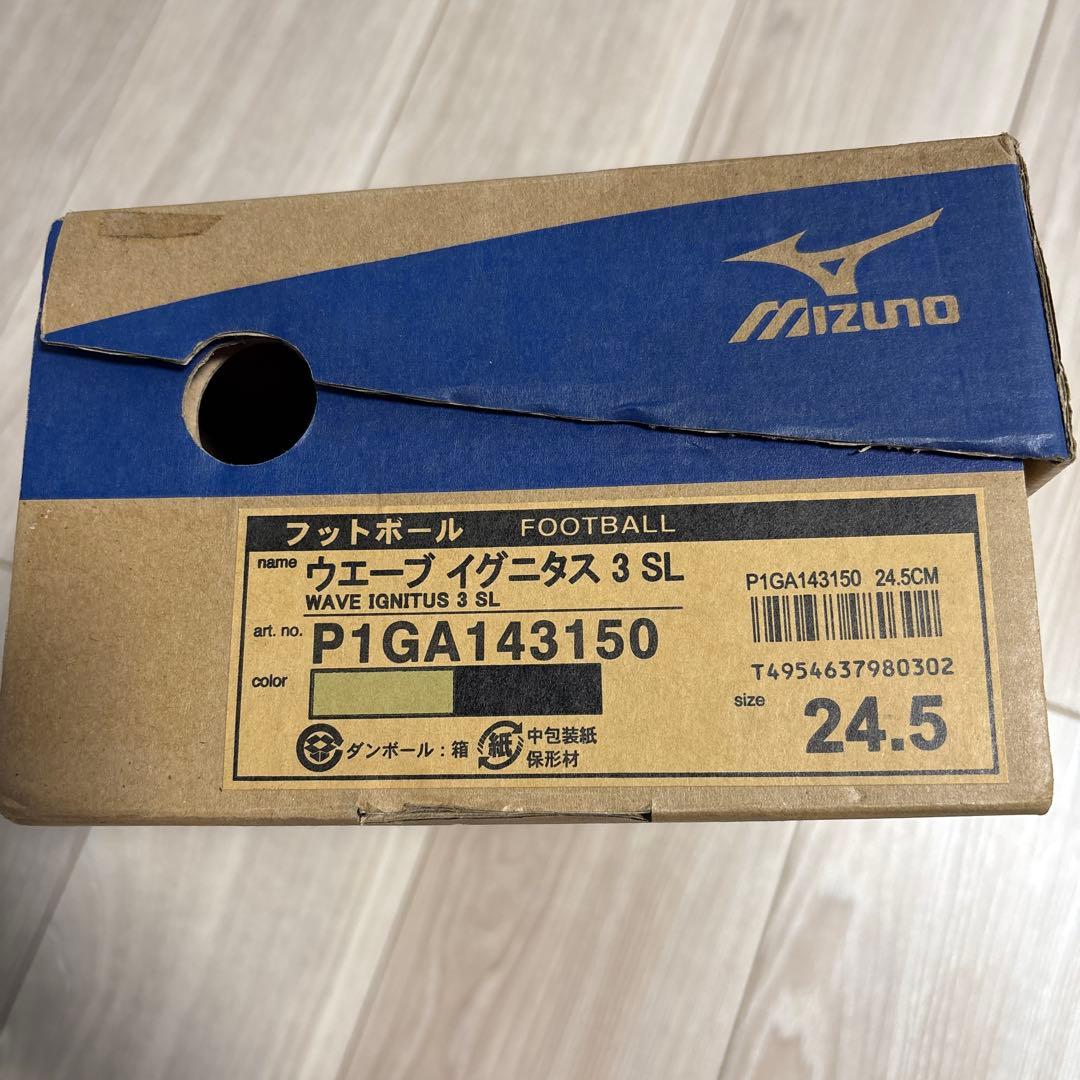 MIZUNO
フットボール FOOTBALL
name ウエーブ イグニタス 3 SL
WAVE IGNITUS 3 SL
art. no. P1GA143150
color
ダンボール:箱
紙 中包装紙
保形材
P1GA143150 24.5CM
T4954637980302
size 24.5